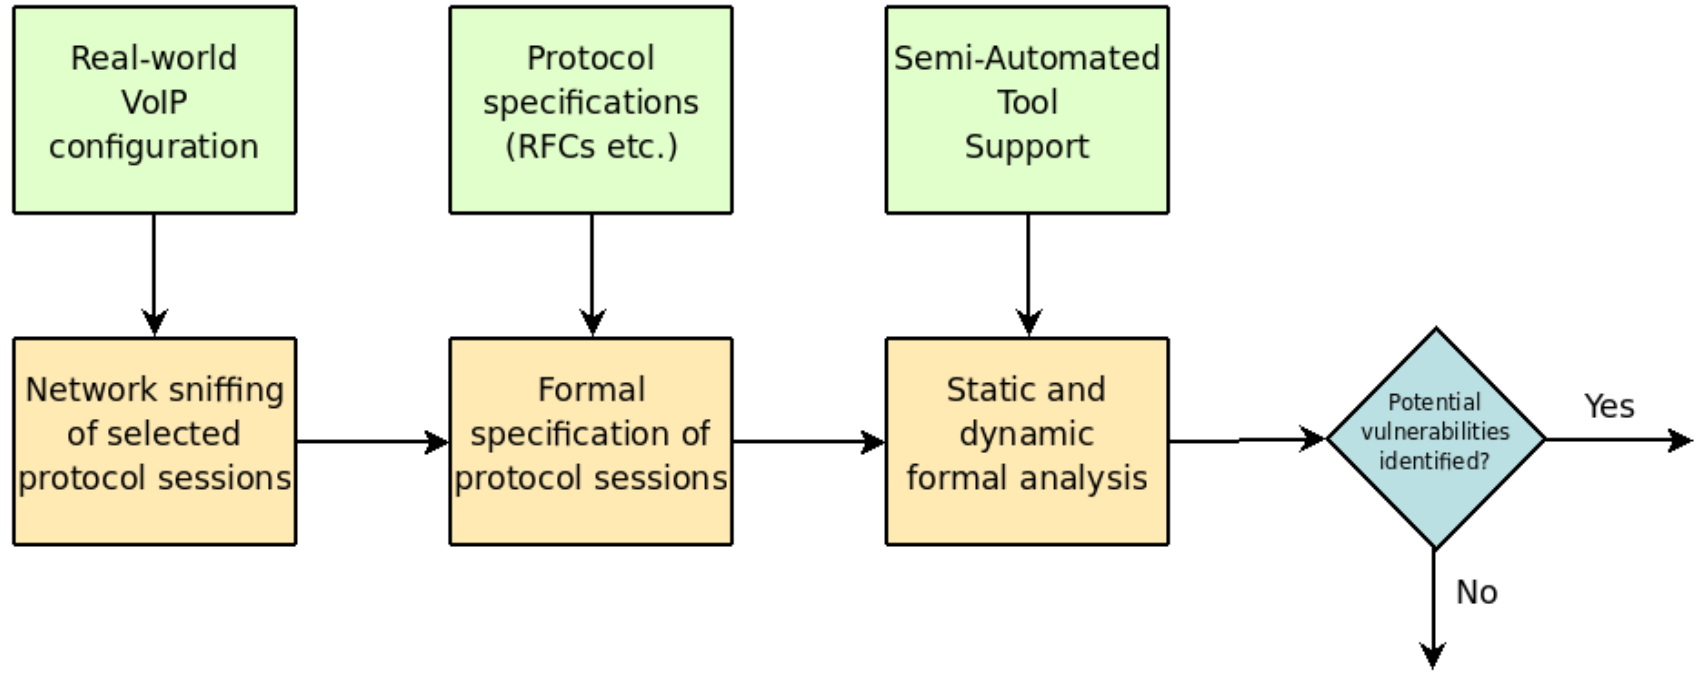 Real-world
VoIP
configuration
Protocol
specifications
(RFCs etc.)
Semi-Automated
Tool
Support
Network sniffing
of selected
protocol sessions
Formal
specification of
protocol sessions
Static and
dynamic
formal analysis
Potential
vulnerabilities
identified?
Yes
No